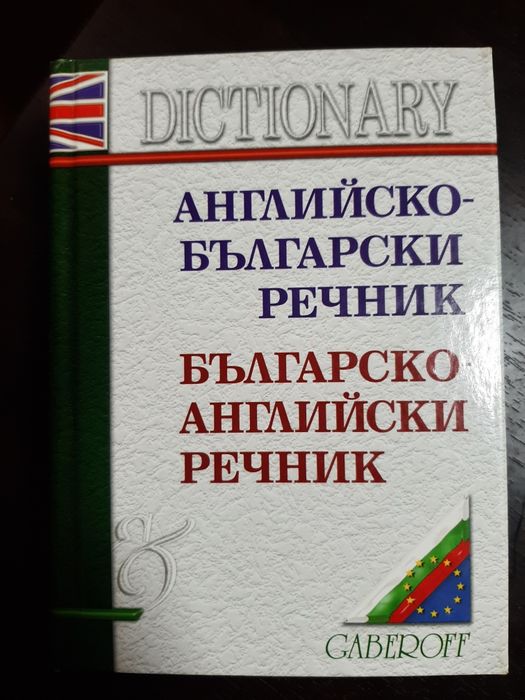 DICTIONARY
АНГЛИЙСКО-
БЪЛГАРСКИ
РЕЧНИК
БЪЛГАРСКО-
АНГЛИЙСКИ
РЕЧНИК
GABEROFF